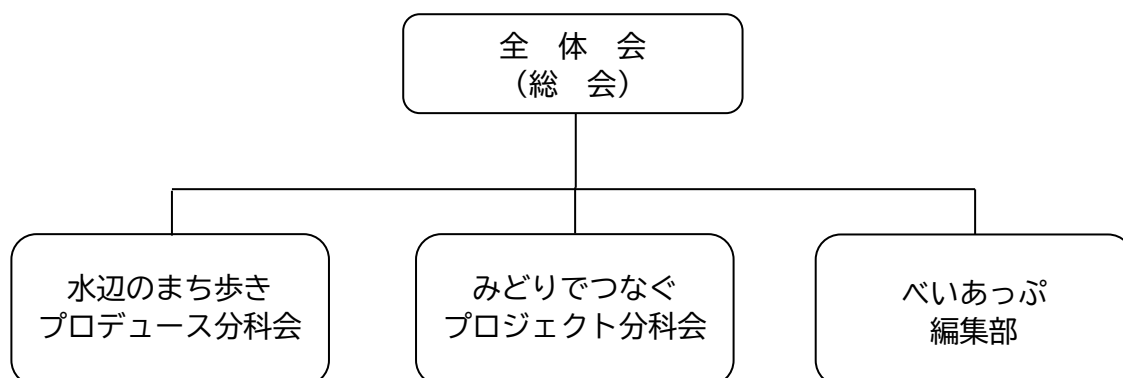 全　体　会
（総　会）
水辺のまち歩き
プロデュース分科会
みどりでつなぐ
プロジェクト分科会
べいあっぷ
編集部